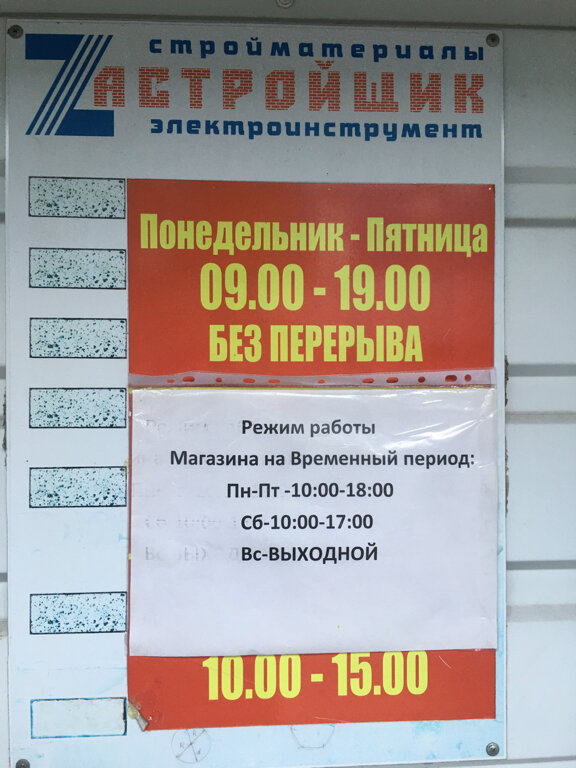 стройматериалы
ZАСТРОЙЩИК
электроинструмент
Понедельник - Пятница
09.00 - 19.00
БЕЗ ПЕРЕРЫВА
Режим работы
Магазина на Временный период:
Пн-Пт -10:00-18:00
Сб-10:00-17:00
Вс-ВЫХОДНОЙ
10.00 - 15.00